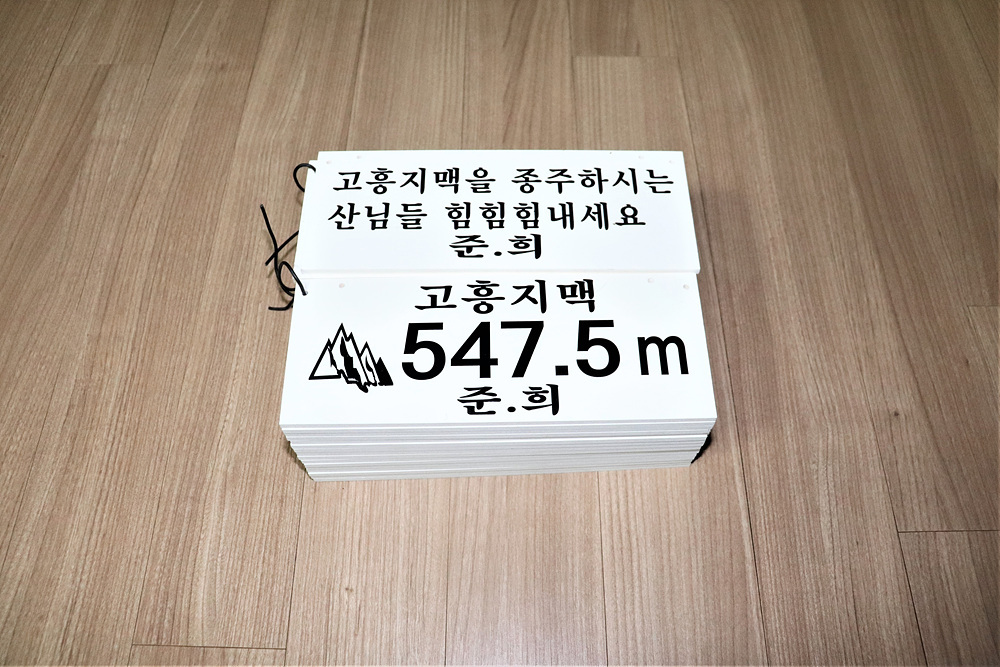 고흥지맥을 종주하시는
산님들 힘힘힘내세요
준.희
고흥지맥
547.5m
준.희